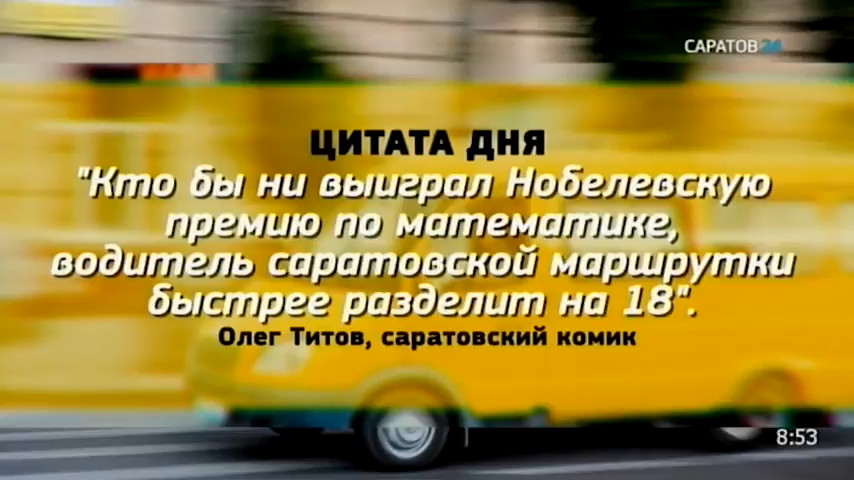 САРАТОВ24
ЦИТАТА ДНЯ
"Кто бы ни выиграл Нобелевскую
премию по математике,
водитель саратовской маршрутки
быстрее разделит на 18".
Олег Титов, саратовский комик
8:53